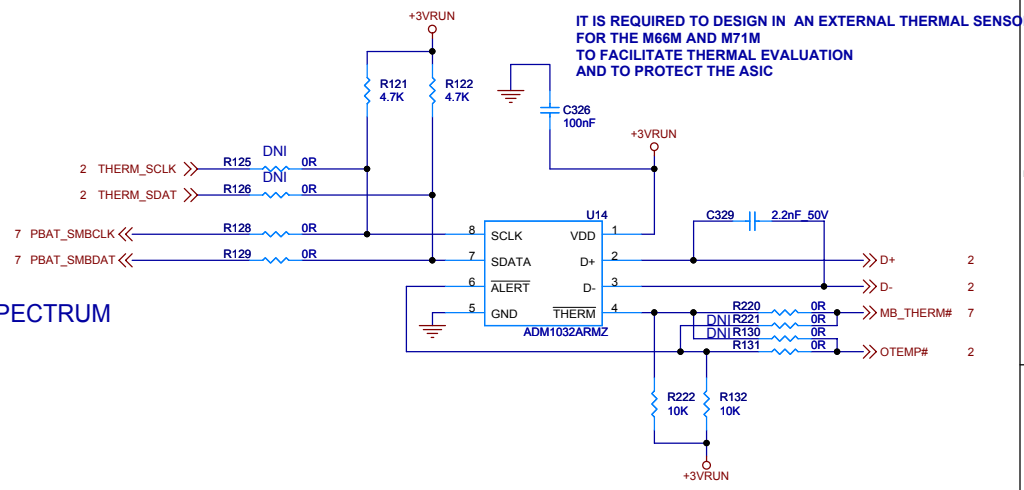 +3VRUN
IT IS REQUIRED TO DESIGN IN AN EXTERNAL THERMAL SENSO
FOR THE M66M AND M71M
TO FACILITATE THERMAL EVALUATION
AND TO PROTECT THE ASIC
R121
4.7K
R122
4.7K
C326
100nF
+3VRUN
2 THERM_SCLK R125 DNI 0R
2 THERM_SDAT R126 DNI 0R
7 PBAT_SMBCLK R128 0R
7 PBAT_SMBDAT R129 0R
U14
8 SCLK VDD 1
7 SDATA D+ 2
6 ALERT D- 3
5 GND THERM 4
ADM1032ARMZ
C329 2.2nF_50V
D+ 2
D- 2
R220 0R MB_THERM# 7
DNI R221 0R
DNI R130 0R
R131 0R OTEMP# 2
PECTRUM
R222
10K
R132
10K
+3VRUN